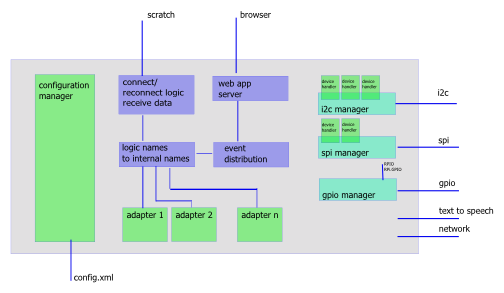 scratch
browser
configuration
manager
connect/
reconnect logic
receive data
web app
server
device
handler
device
handler
device
handler
i2c manager
i2c
device
handler
device
handler
spi manager
spi
logic names
to internal names
event
distribution
RPIO
RPi.GPIO
gpio manager
gpio
adapter 1
adapter 2
adapter n
text to speech
network
config.xml